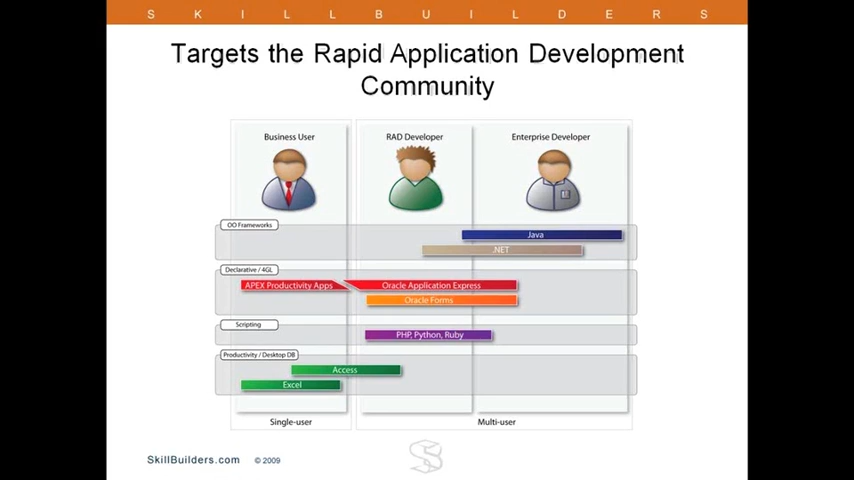 SKILLBUILDERS
Targets the Rapid Application Development
Community
Business User
RAD Developer
Enterprise Developer
OO Frameworks
Java
.NET
Declarative / 4GL
APEX Productivity Apps
Oracle Application Express
Oracle Forms
Scripting
PHP, Python, Ruby
Productivity / Desktop DB
Access
Excel
Single-user
Multi-user
SkillBuilders.com © 2009